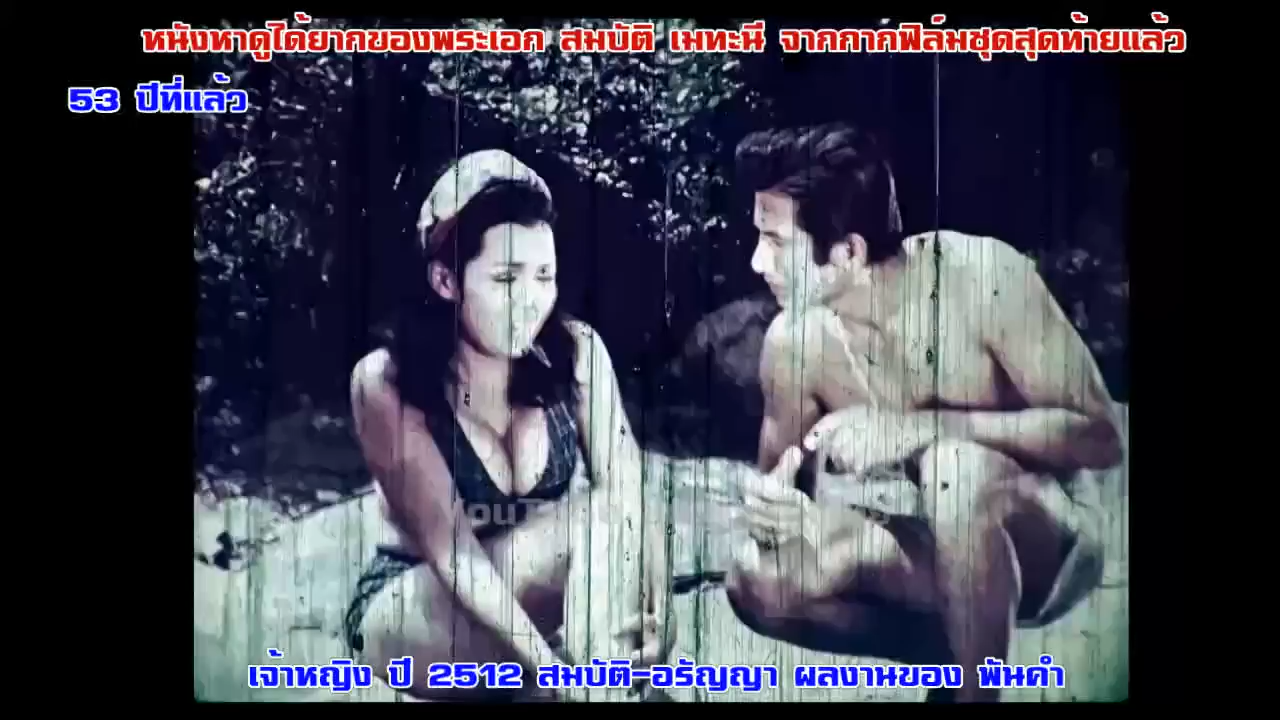 หนังหาดูได้ยากของพระเอก สมบัติ เมทะนี จากกากฟิล์มชุดสุดท้ายแล้ว
53 ปีที่แล้ว
เจ้าหญิง ปี 2512 สมบัติ-อรัญญา ผลงานของ พันคำ